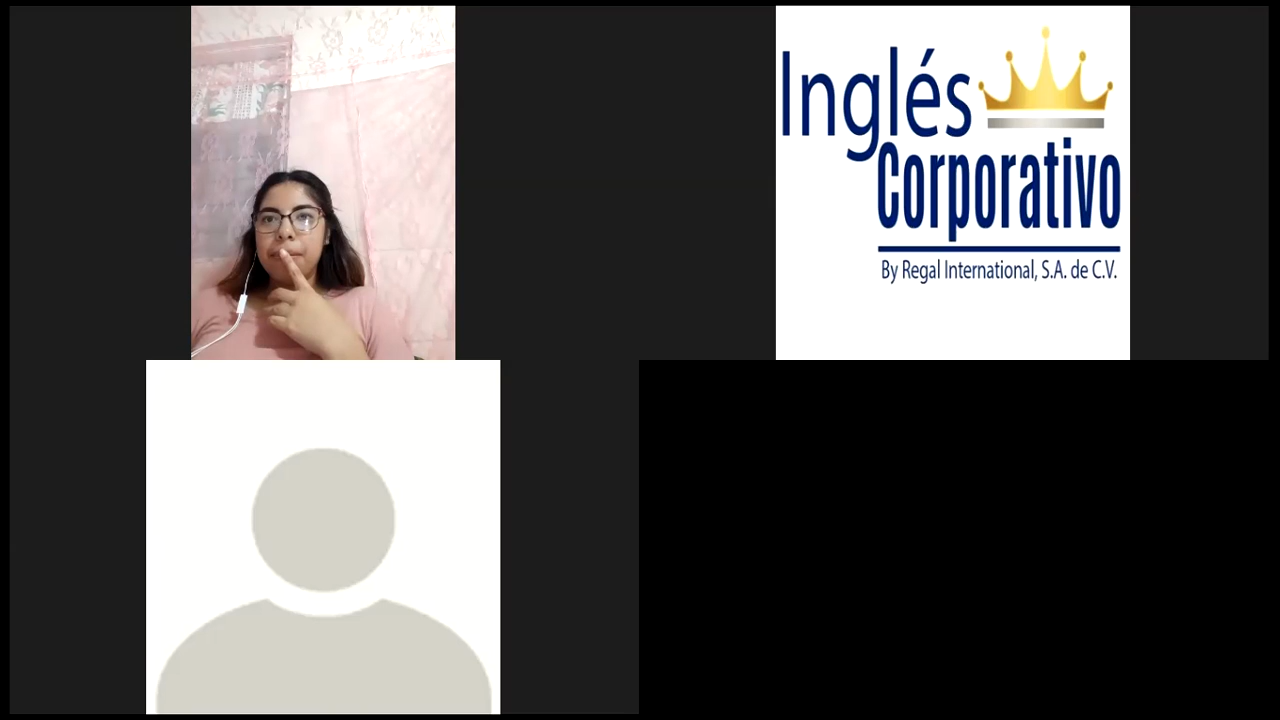 Inglés
Corporativo
By Regal International, S.A. de C.V.